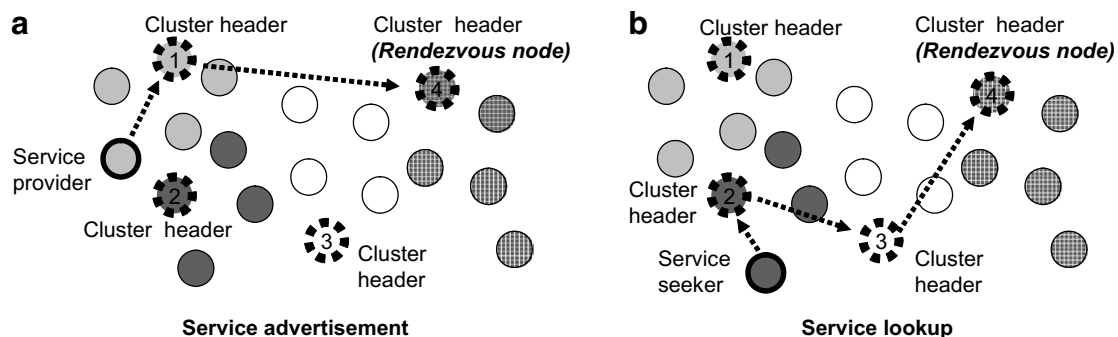 a
Cluster header
Cluster header
(Rendezvous node)
1
4
Service
provider
2
Cluster header
3
Cluster
header
Service advertisement
b
Cluster header
Cluster header
(Rendezvous node)
1
4
Cluster
header
2
3
Service
seeker
Cluster
header
Service lookup